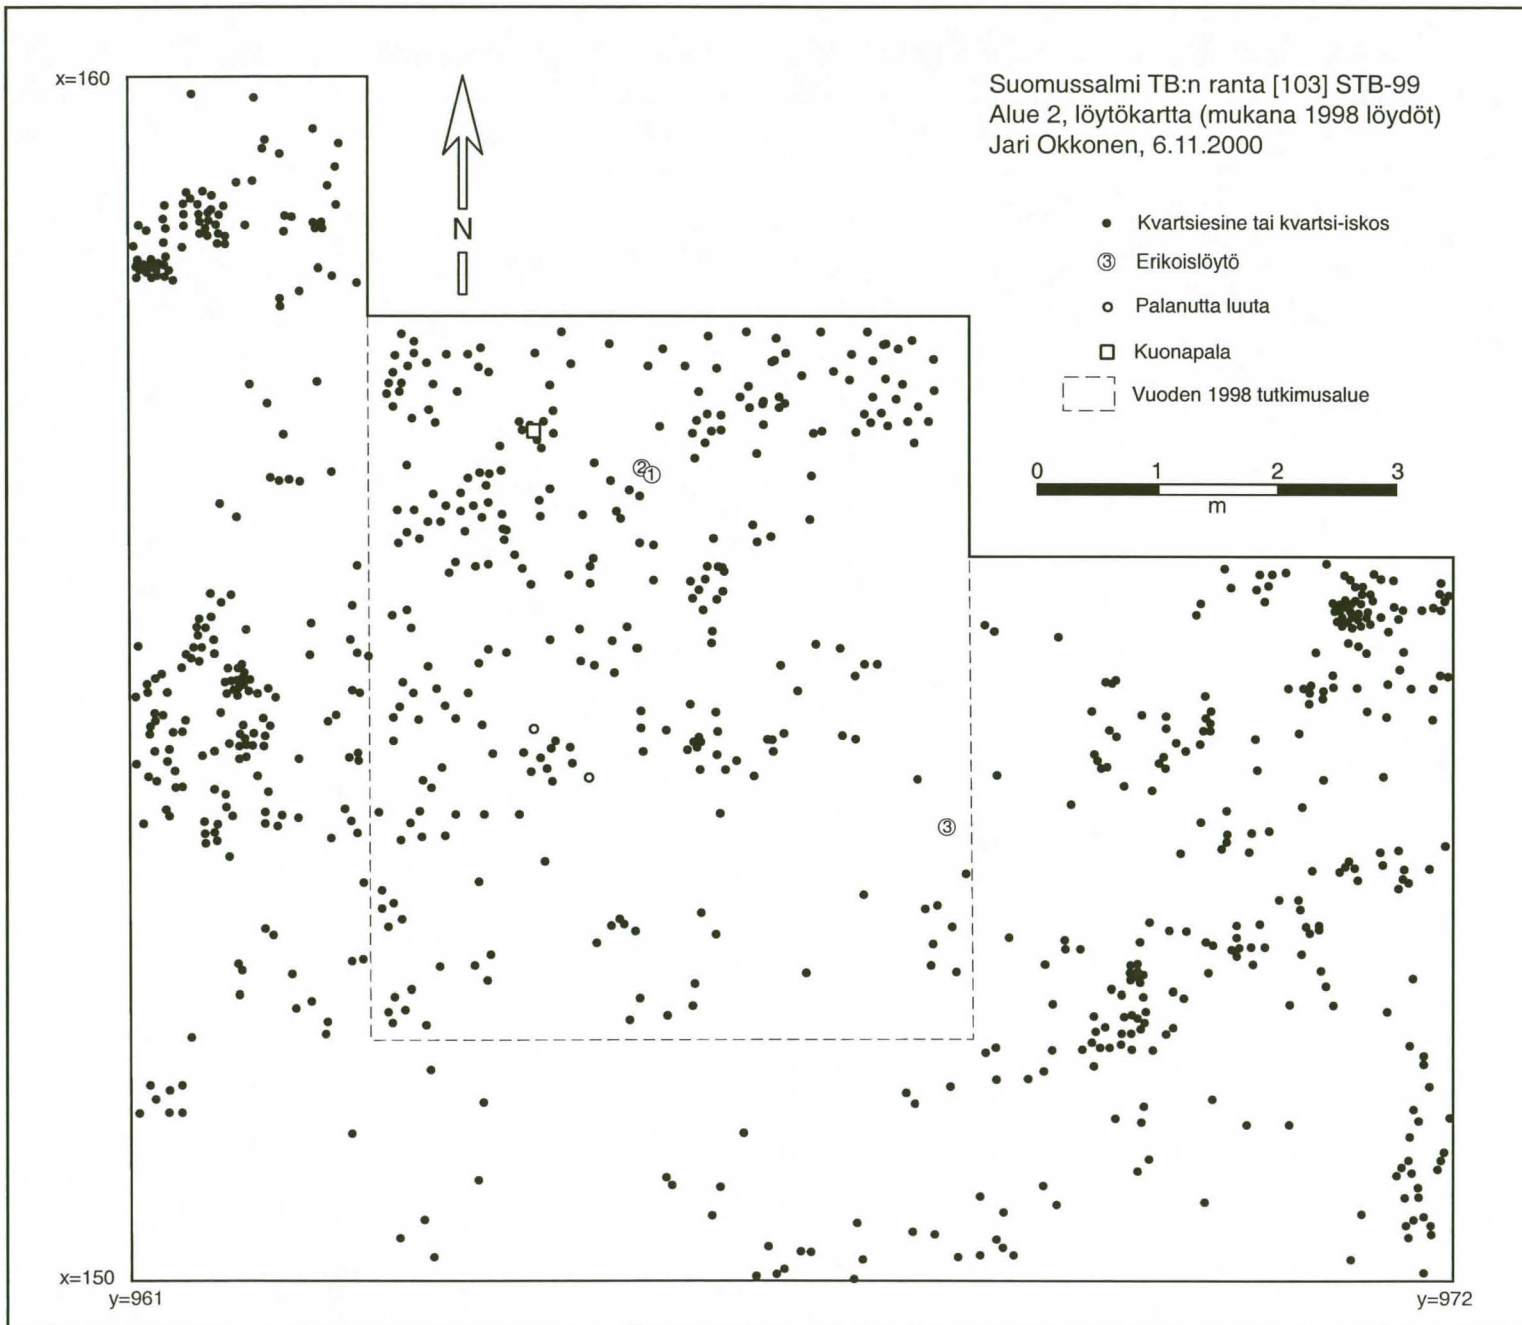 x=160
Suomussalmi TB:n ranta [103] STB-99
Alue 2, löytökartta (mukana 1998 löydöt)
Jari Okkonen, 6.11.2000
N
Kvartsiesine tai kvartsi-iskos
③ Erikoislöytö
Palanutta luuta
Kuonapala
Vuoden 1998 tutkimusalue
0 1 2 3
m
②
①
③
x=150
y=961
y=972